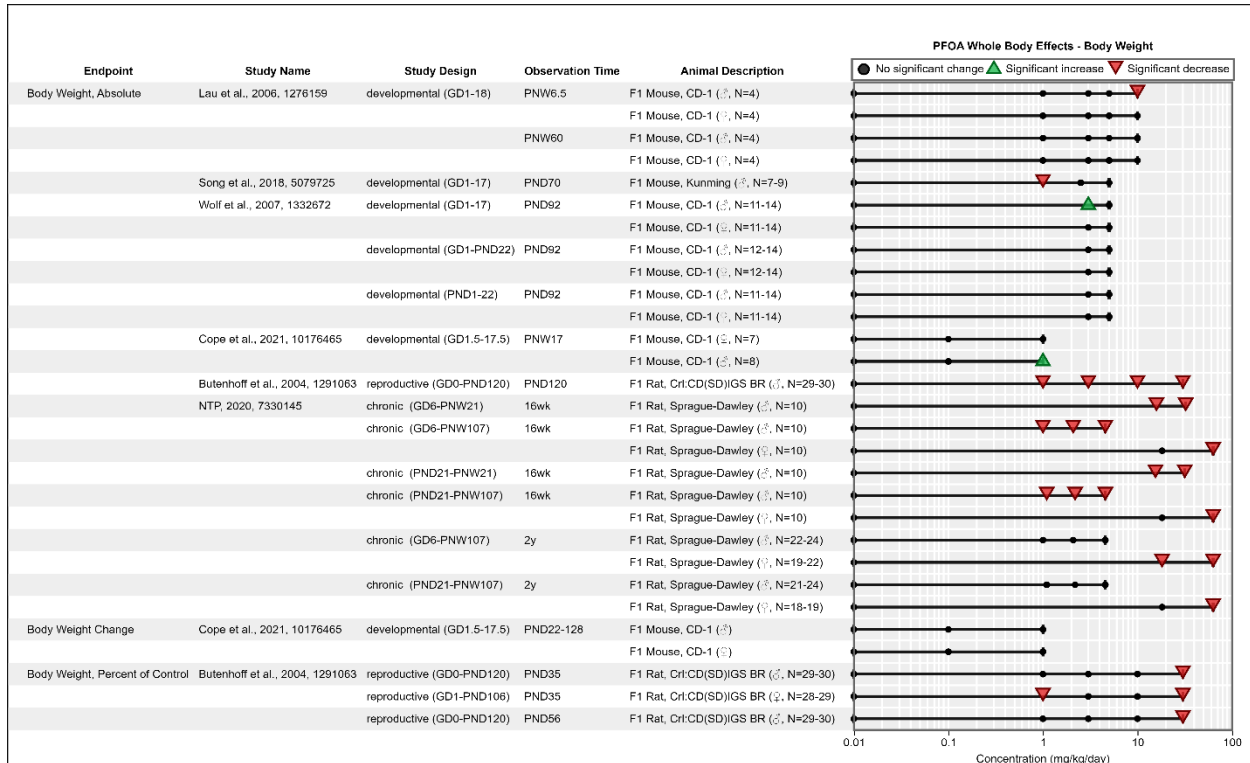 PFOA Whole Body Effects - Body Weight
Endpoint Study Name Study Design Observation Time Animal Description
No significant change Significant increase Significant decrease
Body Weight, Absolute Lau et al., 2006, 1276159 developmental (GD1-18) PNW6.5 F1 Mouse, CD-1 (♂, N=4)
F1 Mouse, CD-1 (♀, N=4)
PNW60 F1 Mouse, CD-1 (♂, N=4)
F1 Mouse, CD-1 (♀, N=4)
Song et al., 2018, 5079725 developmental (GD1-17) PND70 F1 Mouse, Kunming (♂, N=7-9)
Wolf et al., 2007, 1332672 developmental (GD1-17) PND92 F1 Mouse, CD-1 (♂, N=11-14)
F1 Mouse, CD-1 (♀, N=11-14)
developmental (GD1-PND22) PND92 F1 Mouse, CD-1 (♂, N=12-14)
F1 Mouse, CD-1 (♀, N=12-14)
developmental (PND1-22) PND92 F1 Mouse, CD-1 (♂, N=11-14)
F1 Mouse, CD-1 (♀, N=11-14)
Cope et al., 2021, 10176465 developmental (GD1.5-17.5) PNW17 F1 Mouse, CD-1 (♀, N=7)
F1 Mouse, CD-1 (♂, N=8)
Butenhoff et al., 2004, 1291063 reproductive (GD0-PND120) PND120 F1 Rat, Crl:CD(SD)IGS BR (♂, N=29-30)
NTP, 2020, 7330145 chronic (GD6-PNW21) 16wk F1 Rat, Sprague-Dawley (♂, N=10)
chronic (GD6-PNW107) 16wk F1 Rat, Sprague-Dawley (♂, N=10)
F1 Rat, Sprague-Dawley (♀, N=10)
chronic (PND21-PNW21) 16wk F1 Rat, Sprague-Dawley (♂, N=10)
chronic (PND21-PNW107) 16wk F1 Rat, Sprague-Dawley (♂, N=10)
F1 Rat, Sprague-Dawley (♀, N=10)
chronic (GD6-PNW107) 2y F1 Rat, Sprague-Dawley (♂, N=22-24)
F1 Rat, Sprague-Dawley (♀, N=19-22)
chronic (PND21-PNW107) 2y F1 Rat, Sprague-Dawley (♂, N=21-24)
F1 Rat, Sprague-Dawley (♀, N=18-19)
Body Weight Change Cope et al., 2021, 10176465 developmental (GD1.5-17.5) PND22-128 F1 Mouse, CD-1 (♂)
F1 Mouse, CD-1 (♀)
Body Weight, Percent of Control Butenhoff et al., 2004, 1291063 reproductive (GD0-PND120) PND35 F1 Rat, Crl:CD(SD)IGS BR (♂, N=29-30)
reproductive (GD1-PND106) PND35 F1 Rat, Crl:CD(SD)IGS BR (♀, N=28-29)
reproductive (GD0-PND120) PND56 F1 Rat, Crl:CD(SD)IGS BR (♂, N=29-30)
0.01 0.1 1 10 100
Concentration (mg/kg/day)